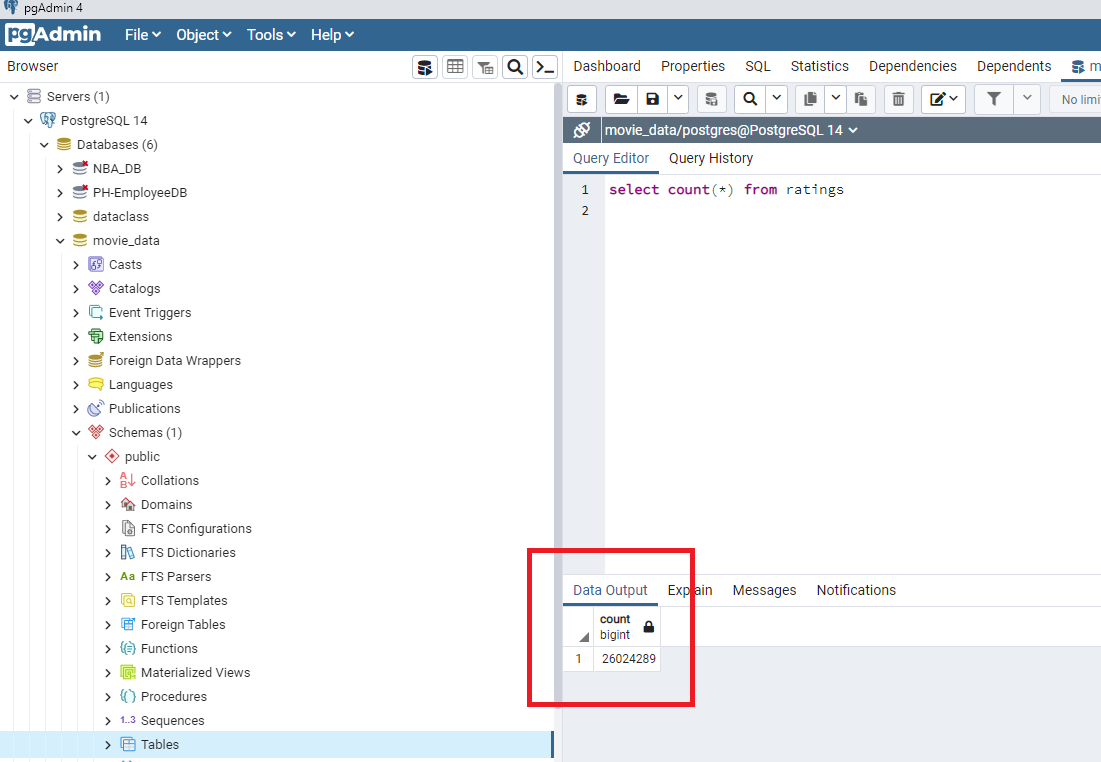 pgAdmin 4
pgAdmin File Object Tools Help
Browser
Servers (1)
PostgreSQL 14
Databases (6)
NBA_DB
PH-EmployeeDB
dataclass
movie_data
Casts
Catalogs
Event Triggers
Extensions
Foreign Data Wrappers
Languages
Publications
Schemas (1)
public
Collations
Domains
FTS Configurations
FTS Dictionaries
Aa FTS Parsers
FTS Templates
Foreign Tables
Functions
Materialized Views
Procedures
1..3 Sequences
Tables
Dashboard Properties SQL Statistics Dependencies Dependents m
No limi
movie_data/postgres@PostgreSQL 14
Query Editor Query History
1 select count(*) from ratings
2
Data Output Explain Messages Notifications
count
bigint
1 26024289